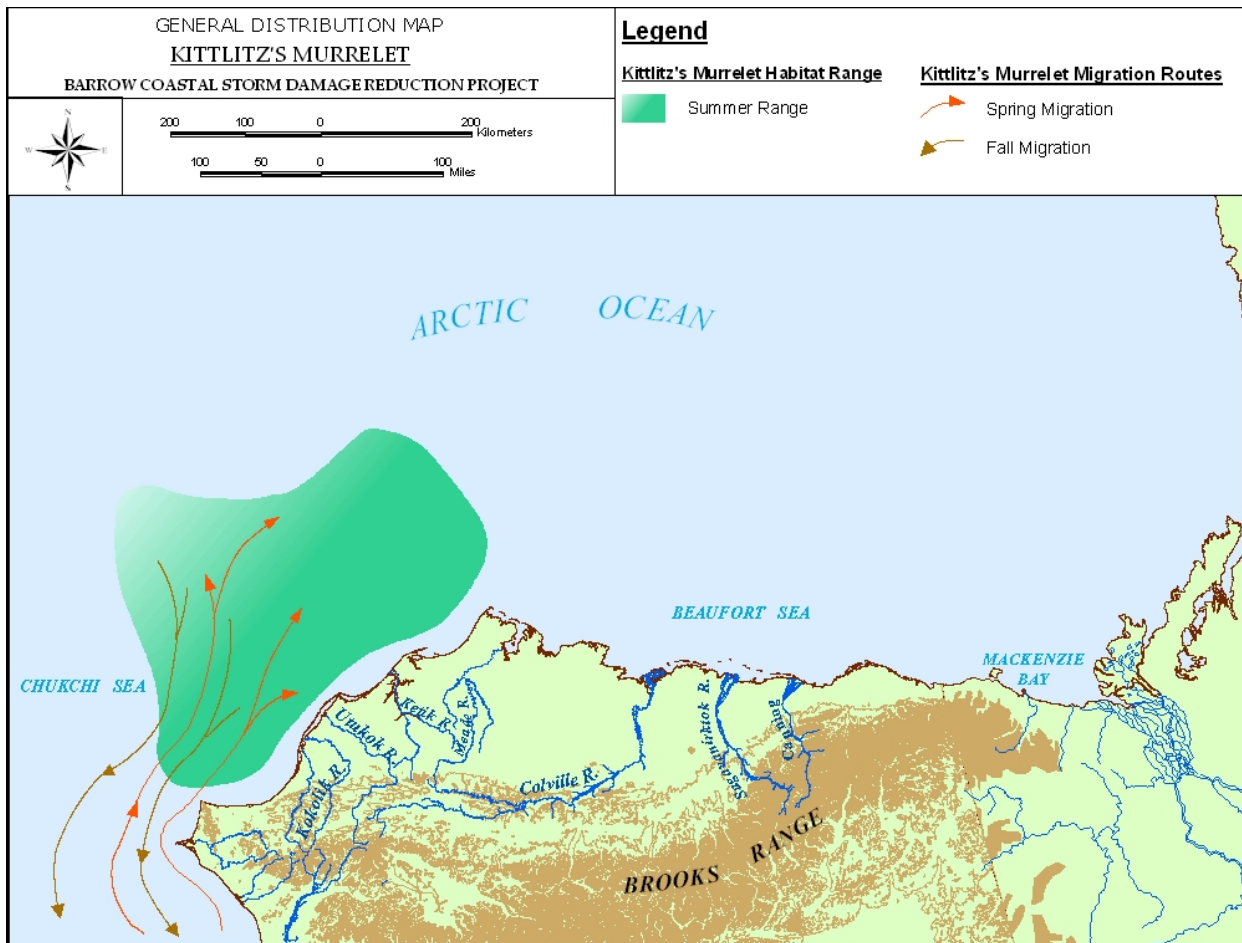 GENERAL DISTRIBUTION MAP
KITTLITZ'S MURRELET
BARROW COASTAL STORM DAMAGE REDUCTION PROJECT
N
W E
S
200 100 0 200
Kilometers
100 50 0 100
Miles
Legend
Kittlitz's Murrelet Habitat Range
Summer Range
Kittlitz's Murrelet Migration Routes
Spring Migration
Fall Migration
ARCTIC OCEAN
BEAUFORT SEA
CHUKCHI SEA
MACKENZIE
BAY
Ketik R.
Meade R.
Utukok R.
Kokolik R.
Colville R.
Sagavanirktok R.
Canning
BROOKS RANGE